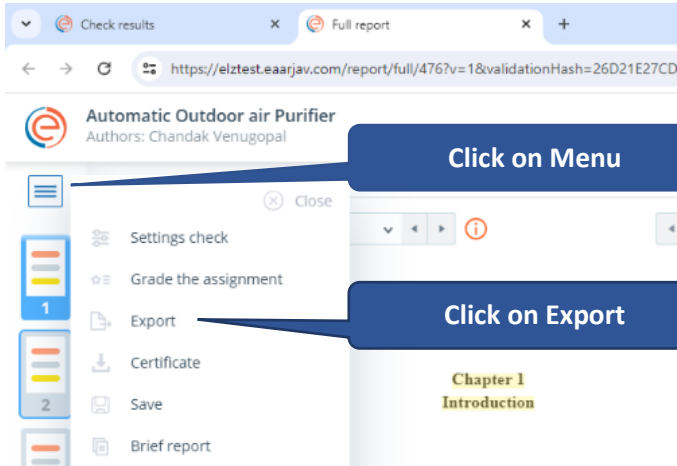 Check results
Full report
https://elztest.eaarjav.com/report/full/476?v=1&validationHash=26D21E27CD
Automatic Outdoor air Purifier
Authors: Chandak Venugopal
Click on Menu
Close
Settings check
Grade the assignment
1
Export
Click on Export
Certificate
Chapter 1
2
Save
Introduction
Brief report